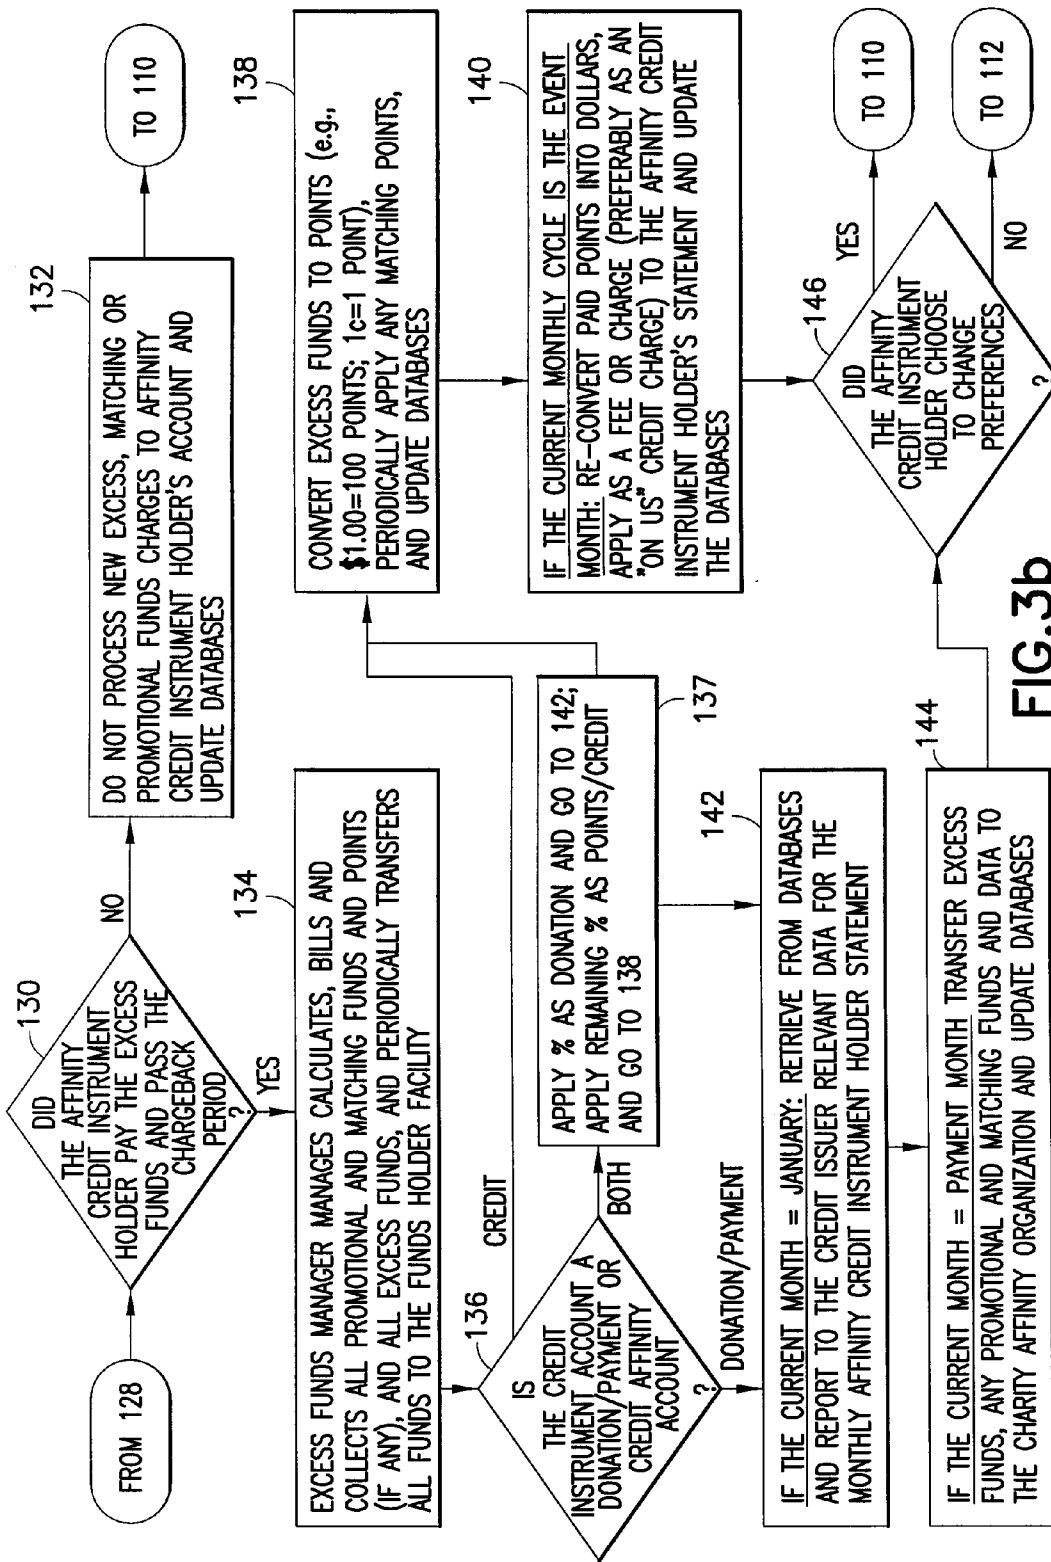 FROM 128
130
DID
THE AFFINITY
CREDIT INSTRUMENT
HOLDER PAY THE EXCESS
FUNDS AND PASS THE
CHARGEBACK
PERIOD
?
NO
YES
132
DO NOT PROCESS NEW EXCESS, MATCHING OR
PROMOTIONAL FUNDS CHARGES TO AFFINITY
CREDIT INSTRUMENT HOLDER'S ACCOUNT AND
UPDATE DATABASES
TO 110
134
EXCESS FUNDS MANAGER MANAGES CALCULATES, BILLS AND
COLLECTS ALL PROMOTIONAL AND MATCHING FUNDS AND POINTS
(IF ANY), AND ALL EXCESS FUNDS, AND PERIODICALLY TRANSFERS
ALL FUNDS TO THE FUNDS HOLDER FACILITY
136
IS
THE CREDIT
INSTRUMENT ACCOUNT A
DONATION/PAYMENT OR
CREDIT AFFINITY
ACCOUNT
?
CREDIT
BOTH
DONATION/PAYMENT
APPLY % AS DONATION AND GO TO 142;
APPLY REMAINING % AS POINTS/CREDIT
AND GO TO 138
137
138
CONVERT EXCESS FUNDS TO POINTS (e.g.,
$1.00=100 POINTS; 1c=1 POINT),
PERIODICALLY APPLY ANY MATCHING POINTS,
AND UPDATE DATABASES
140
IF THE CURRENT MONTHLY CYCLE IS THE EVENT
MONTH: RE-CONVERT PAID POINTS INTO DOLLARS,
APPLY AS A FEE OR CHARGE (PREFERABLY AS AN
"ON US" CREDIT CHARGE) TO THE AFFINITY CREDIT
INSTRUMENT HOLDER'S STATEMENT AND UPDATE
THE DATABASES
142
IF THE CURRENT MONTH = JANUARY: RETRIEVE FROM DATABASES
AND REPORT TO THE CREDIT ISSUER RELEVANT DATA FOR THE
MONTHLY AFFINITY CREDIT INSTRUMENT HOLDER STATEMENT
144
IF THE CURRENT MONTH = PAYMENT MONTH TRANSFER EXCESS
FUNDS, ANY PROMOTIONAL AND MATCHING FUNDS AND DATA TO
THE CHARITY AFFINITY ORGANIZATION AND UPDATE DATABASES
146
DID
THE AFFINITY
CREDIT INSTRUMENT
HOLDER CHOOSE
TO CHANGE
PREFERENCES
?
YES
TO 110
NO
TO 112
FIG.3b